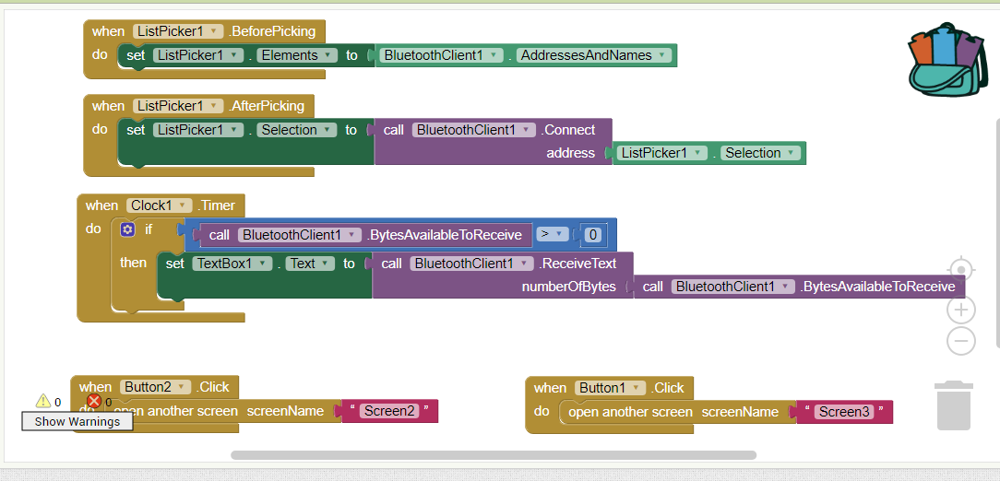 when ListPicker1 .BeforePicking
do set ListPicker1 . Elements to BluetoothClient1 . AddressesAndNames
when ListPicker1 .AfterPicking
do set ListPicker1 . Selection to call BluetoothClient1 .Connect
address ListPicker1 . Selection
when Clock1 .Timer
do if call BluetoothClient1 .BytesAvailableToReceive > 0
then set TextBox1 . Text to call BluetoothClient1 .ReceiveText
numberOfBytes call BluetoothClient1 .BytesAvailableToReceive
when Button2 .Click
do open another screen screenName " Screen2 "
0 0
Show Warnings
when Button1 .Click
do open another screen screenName " Screen3 "